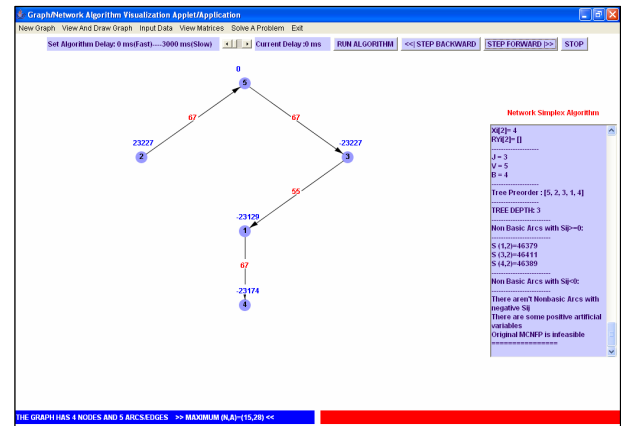 Graph/Network Algorithm Visualization Applet/Application
New Graph View And Draw Graph Input Data View Matrices Solve A Problem Exit
Set Algorithm Delay: 0 ms(Fast)----3000 ms(Slow) Current Delay :0 ms RUN ALGORITHM <<| STEP BACKWARD STEP FORWARD |>> STOP
0
5
67 67
23227 -23227
2 3
55
-23129
1
67
-23174
4
Network Simplex Algorithm
Xi[2]= 4
RYi[2]= []
--------------------
J = 3
V = 5
B = 4
--------------------
Tree Preorder : [5, 2, 3, 1, 4]
--------------------
TREE DEPTH: 3
--------------------
Non Basic Arcs with Sij>=0:
--------------------
S (1,2)=46379
S (3,2)=46411
S (4,2)=46389
--------------------
Non Basic Arcs with Sij<0:
--------------------
There aren't Nonbasic Arcs with
negative Sij
There are some positive artificial
variables
Original MCNFP is infeasible
================
THE GRAPH HAS 4 NODES AND 5 ARCS/EDGES >> MAXIMUM (N,A)=(15,28) <<